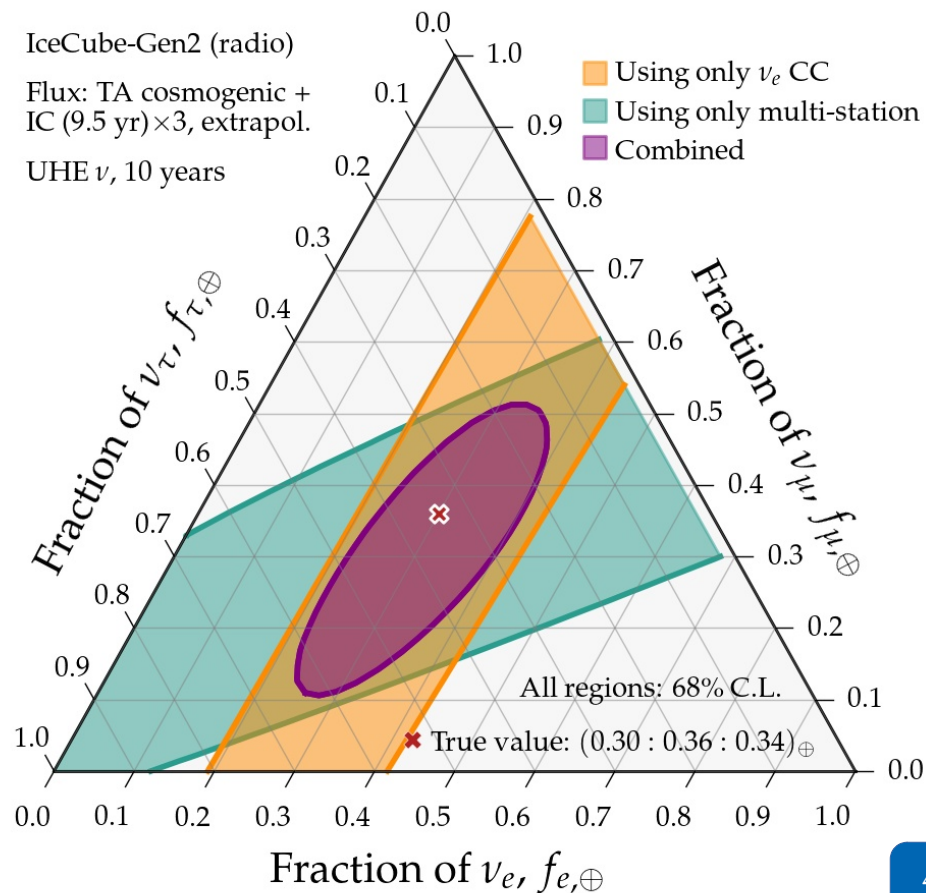 IceCube-Gen2 (radio)
Flux: TA cosmogenic +
IC (9.5 yr)×3, extrapol.
UHE ν, 10 years
Using only νₑ CC
Using only multi-station
Combined
Fraction of ν_τ, f_τ,⊕
0.0
0.1
0.2
0.3
0.4
0.5
0.6
0.7
0.8
0.9
1.0
Fraction of ν_μ, f_μ,⊕
1.0
0.9
0.8
0.7
0.6
0.5
0.4
0.3
0.2
0.1
0.0
All regions: 68% C.L.
True value: (0.30 : 0.36 : 0.34)⊕
0.0 0.1 0.2 0.3 0.4 0.5 0.6 0.7 0.8 0.9 1.0
Fraction of νₑ, fₑ,⊕